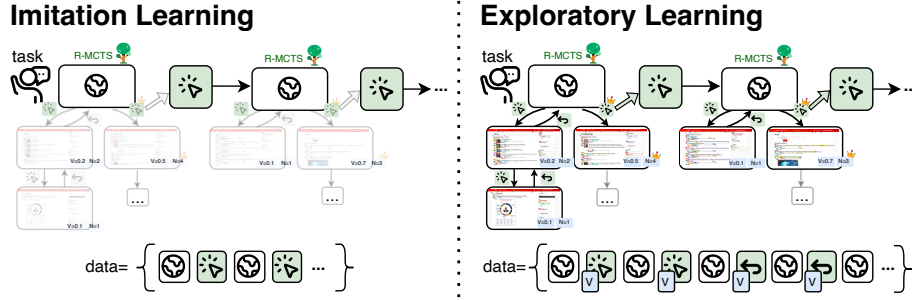 Imitation Learning
task
R-MCTS
R-MCTS
...
V=0.2 N=2
V=0.5 N=4
V=0.1 N=1
V=0.7 N=3
V=0.1 N=1
...
...
data= { ... }
Exploratory Learning
task
R-MCTS
R-MCTS
...
V=0.2 N=2
V=0.5 N=4
V=0.1 N=1
V=0.7 N=3
V=0.1 N=1
...
...
data= { V V V V ... }